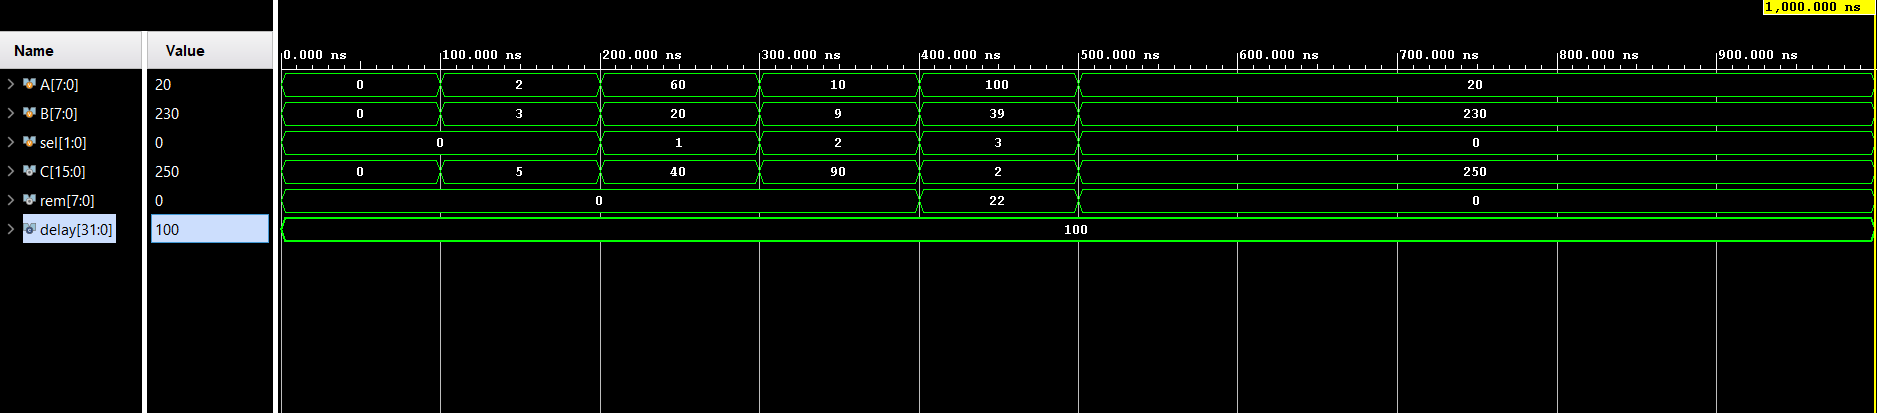 1,000.000 ns
Name Value 0.000 ns 100.000 ns 200.000 ns 300.000 ns 400.000 ns 500.000 ns 600.000 ns 700.000 ns 800.000 ns 900.000 ns
A[7:0] 20 0 2 60 10 100 20
B[7:0] 230 0 3 20 9 39 230
sel[1:0] 0 0 1 2 3 0
C[15:0] 250 0 5 40 90 2 250
rem[7:0] 0 0 22 0
delay[31:0] 100 100